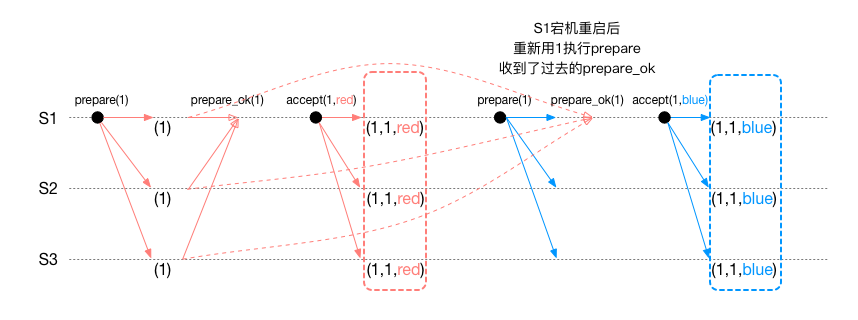 S1宕机重启后
重新用1执行prepare
收到了过去的prepare_ok
prepare(1) prepare_ok(1) accept(1,red) prepare(1) prepare_ok(1) accept(1,blue)
S1 (1) (1,1,red) (1,1,blue)
S2 (1) (1,1,red) (1,1,blue)
S3 (1) (1,1,red) (1,1,blue)